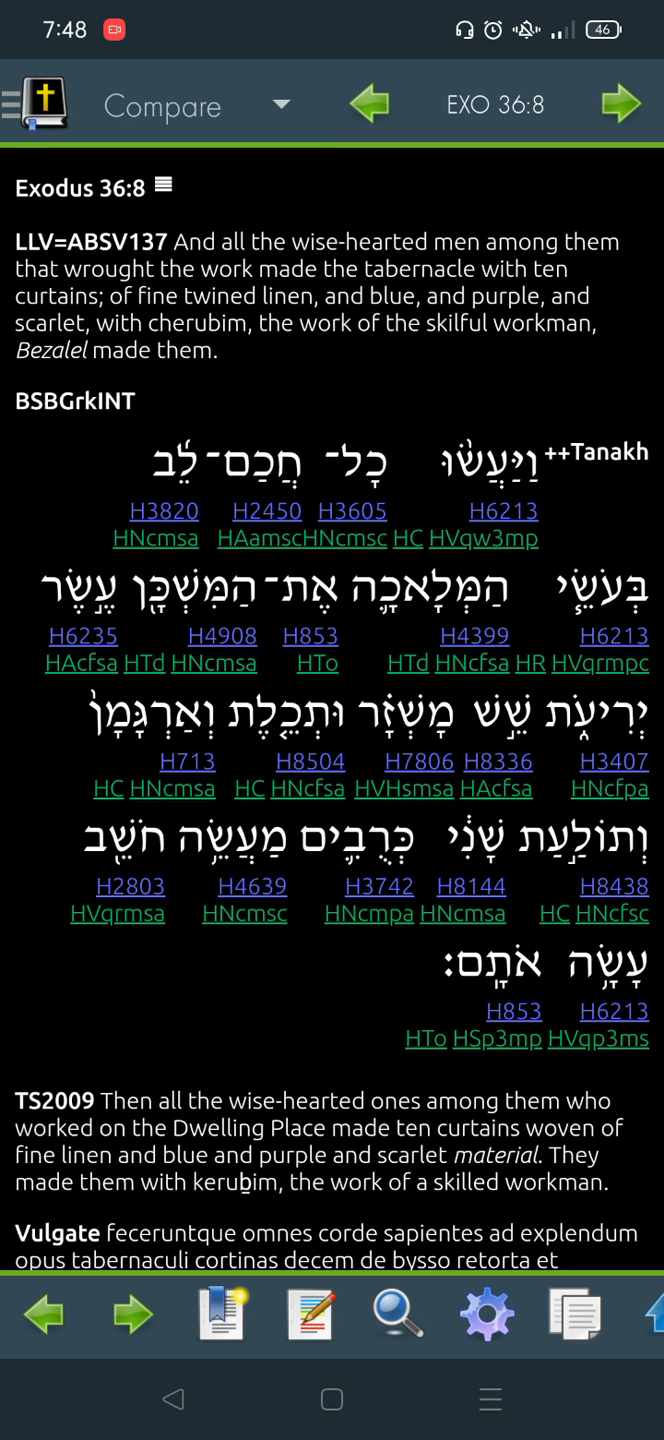 7:48
46
Compare
EXO 36:8
Exodus 36:8
LLV=ABSV137 And all the wise-hearted men among them
that wrought the work made the tabernacle with ten
curtains; of fine twined linen, and blue, and purple, and
scarlet, with cherubim, the work of the skilful workman,
Bezalel made them.
BSBGrkINT
++Tanakh וַיַּעֲשׂ֨וּ כָל־ חֲכַם־ לֵ֜ב
H3820 H2450 H3605 H6213
HNcmsa HAamscHNcmsc HC HVqw3mp
בְּעֹשֵׂ֧י הַמְּלָאכָ֛ה אֶת־ הַמִּשְׁכָּ֖ן עֶ֣שֶׂר
H6235 H4908 H853 H4399 H6213
HAcfsa HTd HNcmsa HTo HTd HNcfsa HR HVqrmpc
יְרִיעֹ֑ת שֵׁ֣שׁ מָשְׁזָ֗ר וּתְכֵ֤לֶת וְאַרְגָּמָן֙
H713 H8504 H7806 H8336 H3407
HC HNcmsa HC HNcfsa HVHsmsa HAcfsa HNcfpa
וְתוֹלַ֣עַת שָׁנִ֔י כְּרֻבִ֛ים מַעֲשֵׂ֥ה חֹשֵׁ֖ב
H2803 H4639 H3742 H8144 H8438
HVqrmsa HNcmsc HNcmpa HNcmsa HC HNcfsc
עָשָׂ֥ה אֹתָֽם׃
H853 H6213
HTo HSp3mp HVqp3ms
TS2009 Then all the wise-hearted ones among them who
worked on the Dwelling Place made ten curtains woven of
fine linen and blue and purple and scarlet material. They
made them with keruḇim, the work of a skilled workman.
Vulgate feceruntque omnes corde sapientes ad explendum
opus tabernaculi cortinas decem de bysso retorta et